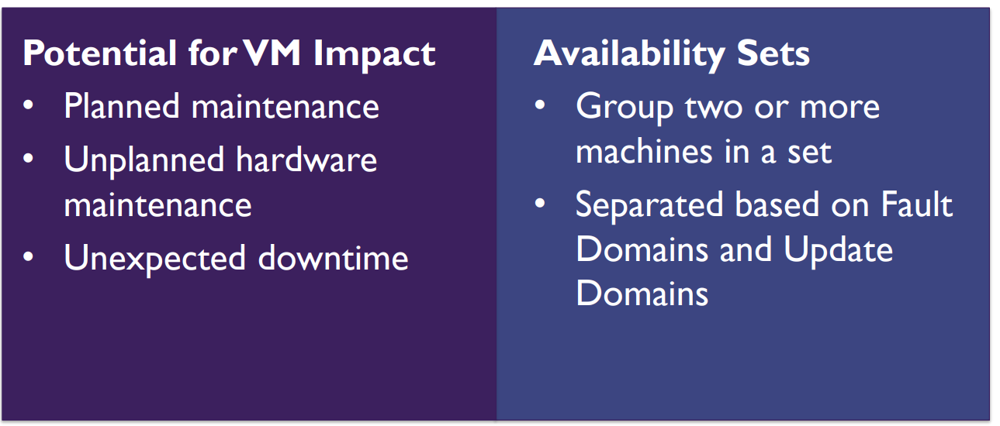 Potential for VM Impact
• Planned maintenance
• Unplanned hardware
maintenance
• Unexpected downtime
Availability Sets
• Group two or more
machines in a set
• Separated based on Fault
Domains and Update
Domains